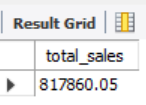 Result Grid
total_sales
817860.05